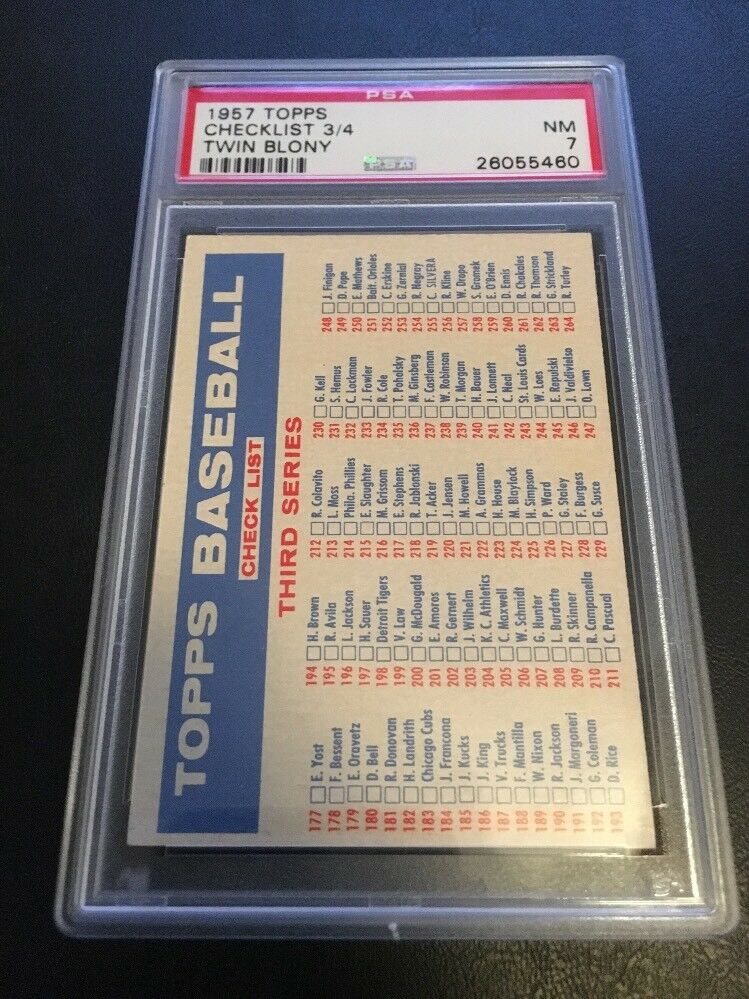 PSA
1957 TOPPS
CHECKLIST 3/4
TWIN BLONY
NM
7
PSA
26055460
TOPPS BASEBALL
CHECK LIST
THIRD SERIES
177 E. Yost
178 F. Bessent
179 E. Oravetz
180 D. Bell
181 R. Donovan
182 H. Landrith
183 Chicago Cubs
184 J. Francona
185 J. Kucks
186 J. King
187 V. Trucks
188 F. Mantilla
189 W. Nixon
190 R. Jackson
191 J. Margoneri
192 G. Coleman
193 D. Rice
194 H. Brown
195 R. Avila
196 L. Jackson
197 H. Sauer
198 Detroit Tigers
199 V. Law
200 G. McDougald
201 E. Amoros
202 R. Gernert
203 J. Wilhelm
204 K. C. Athletics
205 C. Maxwell
206 W. Schmidt
207 G. Hunter
208 L. Burdette
209 R. Skinner
210 R. Campanella
211 C. Pascual
212 R. Colavito
213 L. Moss
214 Phila. Phillies
215 E. Slaughter
216 M. Grissom
217 E. Stephens
218 R. Jablonski
219 T. Acker
220 J. Jensen
221 M. Howell
222 A. Grammas
223 H. House
224 M. Blaylock
225 H. Simpson
226 P. Ward
227 G. Staley
228 F. Burgess
229 G. Susce
230 G. Kell
231 S. Hemus
232 C. Lockman
233 J. Fowler
234 R. Cole
235 T. Poholsky
236 M. Ginsberg
237 F. Castleman
238 W. Robinson
239 T. Morgan
240 H. Bauer
241 J. Lonnett
242 C. Neal
243 St. Louis Cards
244 W. Loes
245 E. Repulski
246 J. Valdivielso
247 O. Lown
248 J. Finigan
249 D. Pope
250 E. Mathews
251 Balt. Orioles
252 C. Erskine
253 G. Zernial
254 R. Negray
255 C. SILVERA
256 R. Kline
257 W. Dropo
258 S. Gromek
259 E. O'Brien
260 D. Ennis
261 R. Chakales
262 R. Thomson
263 G. Strickland
264 R. Turley